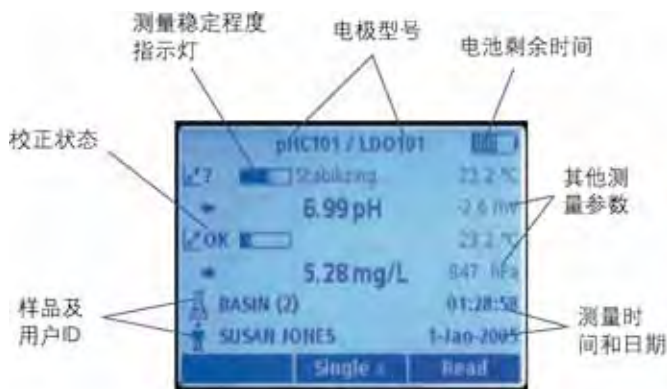 测量稳定程度
指示灯
电极型号
电池剩余时间
校正状态
pHC101 / LDO101
? Stabilizing... 23.2 ℃
6.99 pH -2.6 mV
其他测
量参数
OK 23.2 ℃
5.28 mg/L 847 hPa
样品及
用户ID
BASIN (2) 01:28:58
SUSAN JONES 1-Jan-2005
测量时
间和日期
Single Read